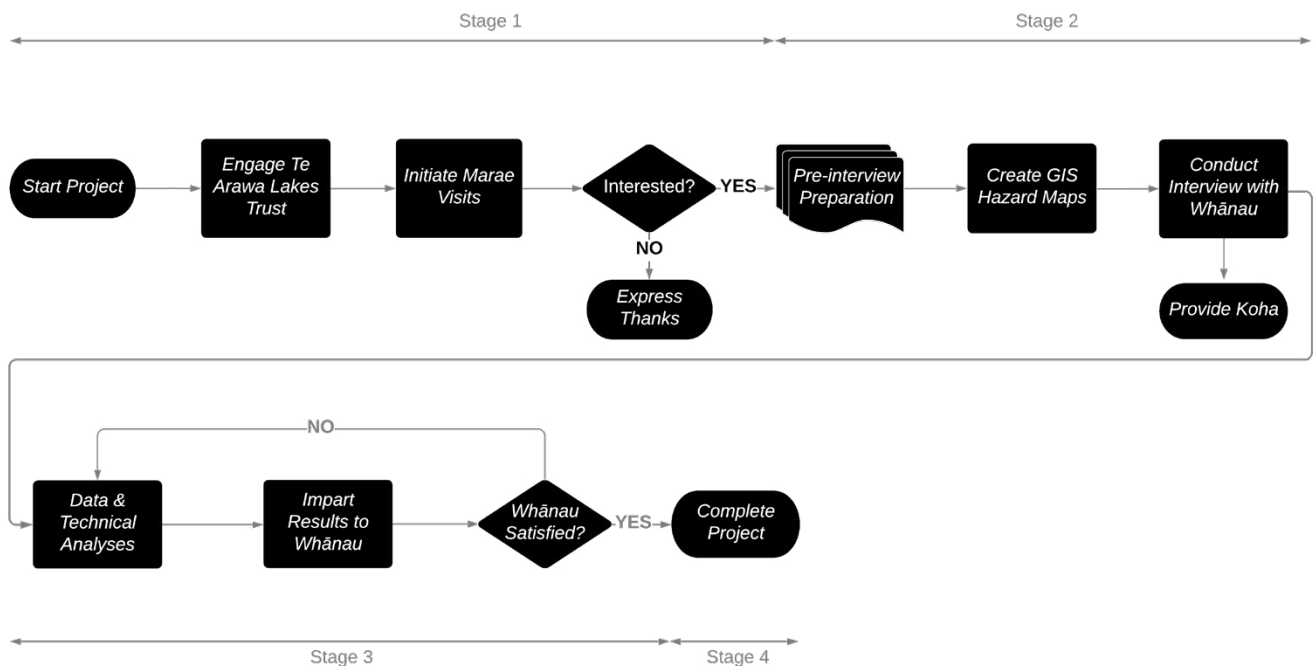 Stage 1
Stage 2
Start Project
Engage Te
Arawa Lakes
Trust
Initiate Marae
Visits
Interested?
YES
Pre-interview
Preparation
Create GIS
Hazard Maps
Conduct
Interview with
Whānau
NO
Express
Thanks
Provide Koha
NO
Data &
Technical
Analyses
Impart
Results to
Whānau
Whānau
Satisfied?
YES
Complete
Project
Stage 3
Stage 4